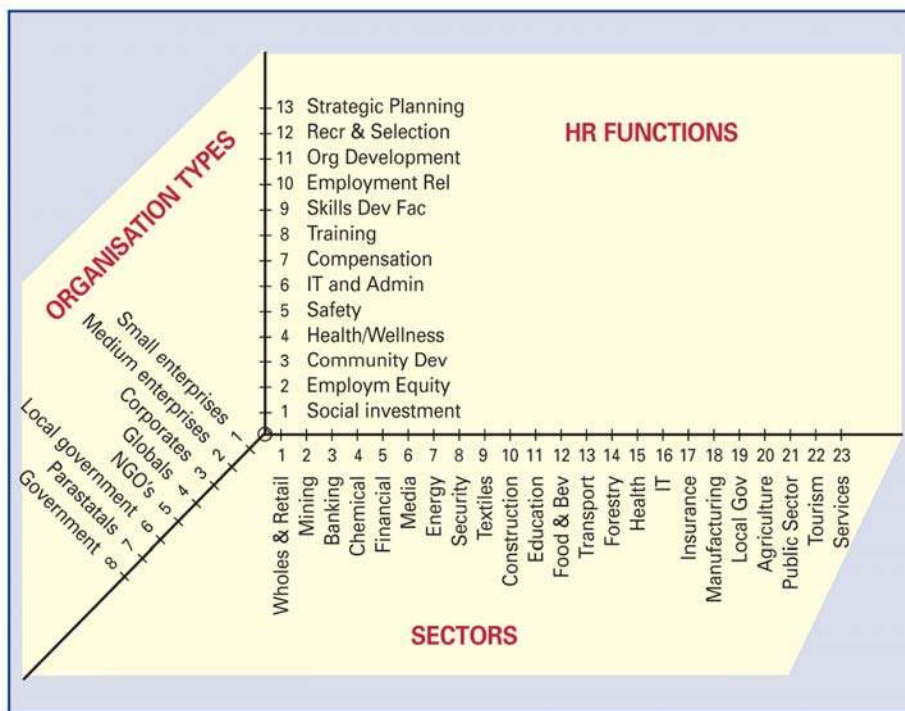 HR FUNCTIONS
13 Strategic Planning
12 Recr & Selection
11 Org Development
10 Employment Rel
9 Skills Dev Fac
8 Training
7 Compensation
6 IT and Admin
5 Safety
4 Health/Wellness
3 Community Dev
2 Employm Equity
1 Social investment
ORGANISATION TYPES
Small enterprises 1
Medium enterprises 2
Corporates 3
Globals 4
NGO's 5
Local government 6
Parastatals 7
Government 8
1 Wholes & Retail
2 Mining
3 Banking
4 Chemical
5 Financial
6 Media
7 Energy
8 Security
9 Textiles
10 Construction
11 Education
12 Food & Bev
13 Transport
14 Forestry
15 Health
16 IT
17 Insurance
18 Manufacturing
19 Local Gov
20 Agriculture
21 Public Sector
22 Tourism
23 Services
SECTORS